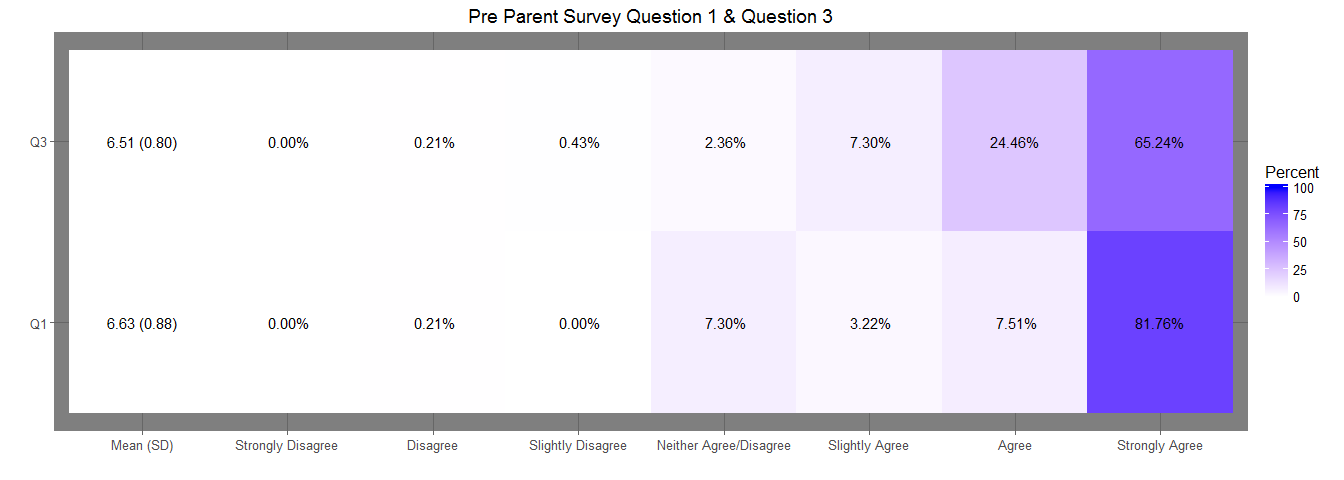 Pre Parent Survey Question 1 & Question 3
Q3 6.51 (0.80) 0.00% 0.21% 0.43% 2.36% 7.30% 24.46% 65.24%
Q1 6.63 (0.88) 0.00% 0.21% 0.00% 7.30% 3.22% 7.51% 81.76%
Mean (SD) Strongly Disagree Disagree Slightly Disagree Neither Agree/Disagree Slightly Agree Agree Strongly Agree
Percent
100
75
50
25
0